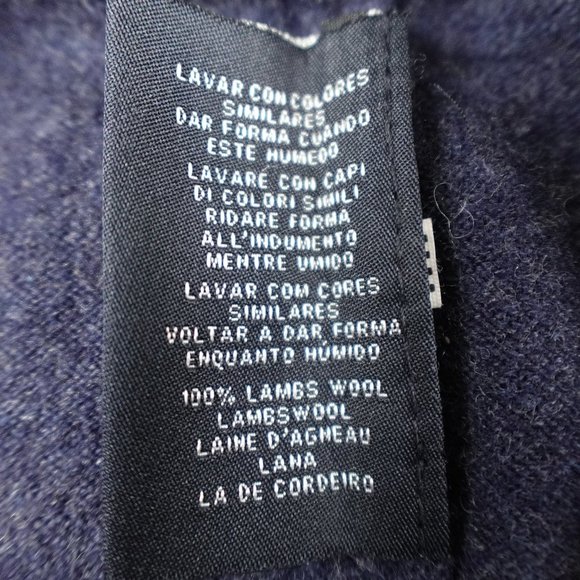 LAVAR CON COLORES
SIMILARES
DAR FORMA CUANDO
ESTE HUMEDO
LAVARE CON CAPI
DI COLORI SIMILI
RIDARE FORMA
ALL'INDUMENTO
MENTRE UMIDO
LAVAR COM CORES
SIMILARES
VOLTAR A DAR FORMA
ENQUANTO HÚMIDO
100% LAMBS WOOL
LAMBSWOOL
LAINE D'AGNEAU
LANA
LA DE CORDEIRO